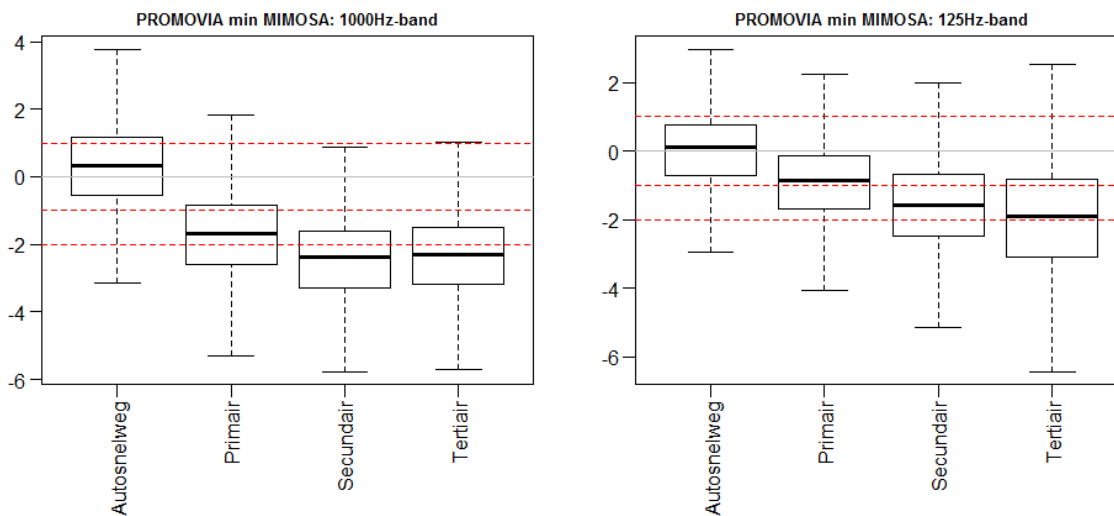 PROMOVIA min MIMOSA: 1000Hz-band
4
2
0
-2
-4
-6
Autosnelweg
Primair
Secundair
Tertiair
PROMOVIA min MIMOSA: 125Hz-band
2
0
-2
-4
-6
Autosnelweg
Primair
Secundair
Tertiair